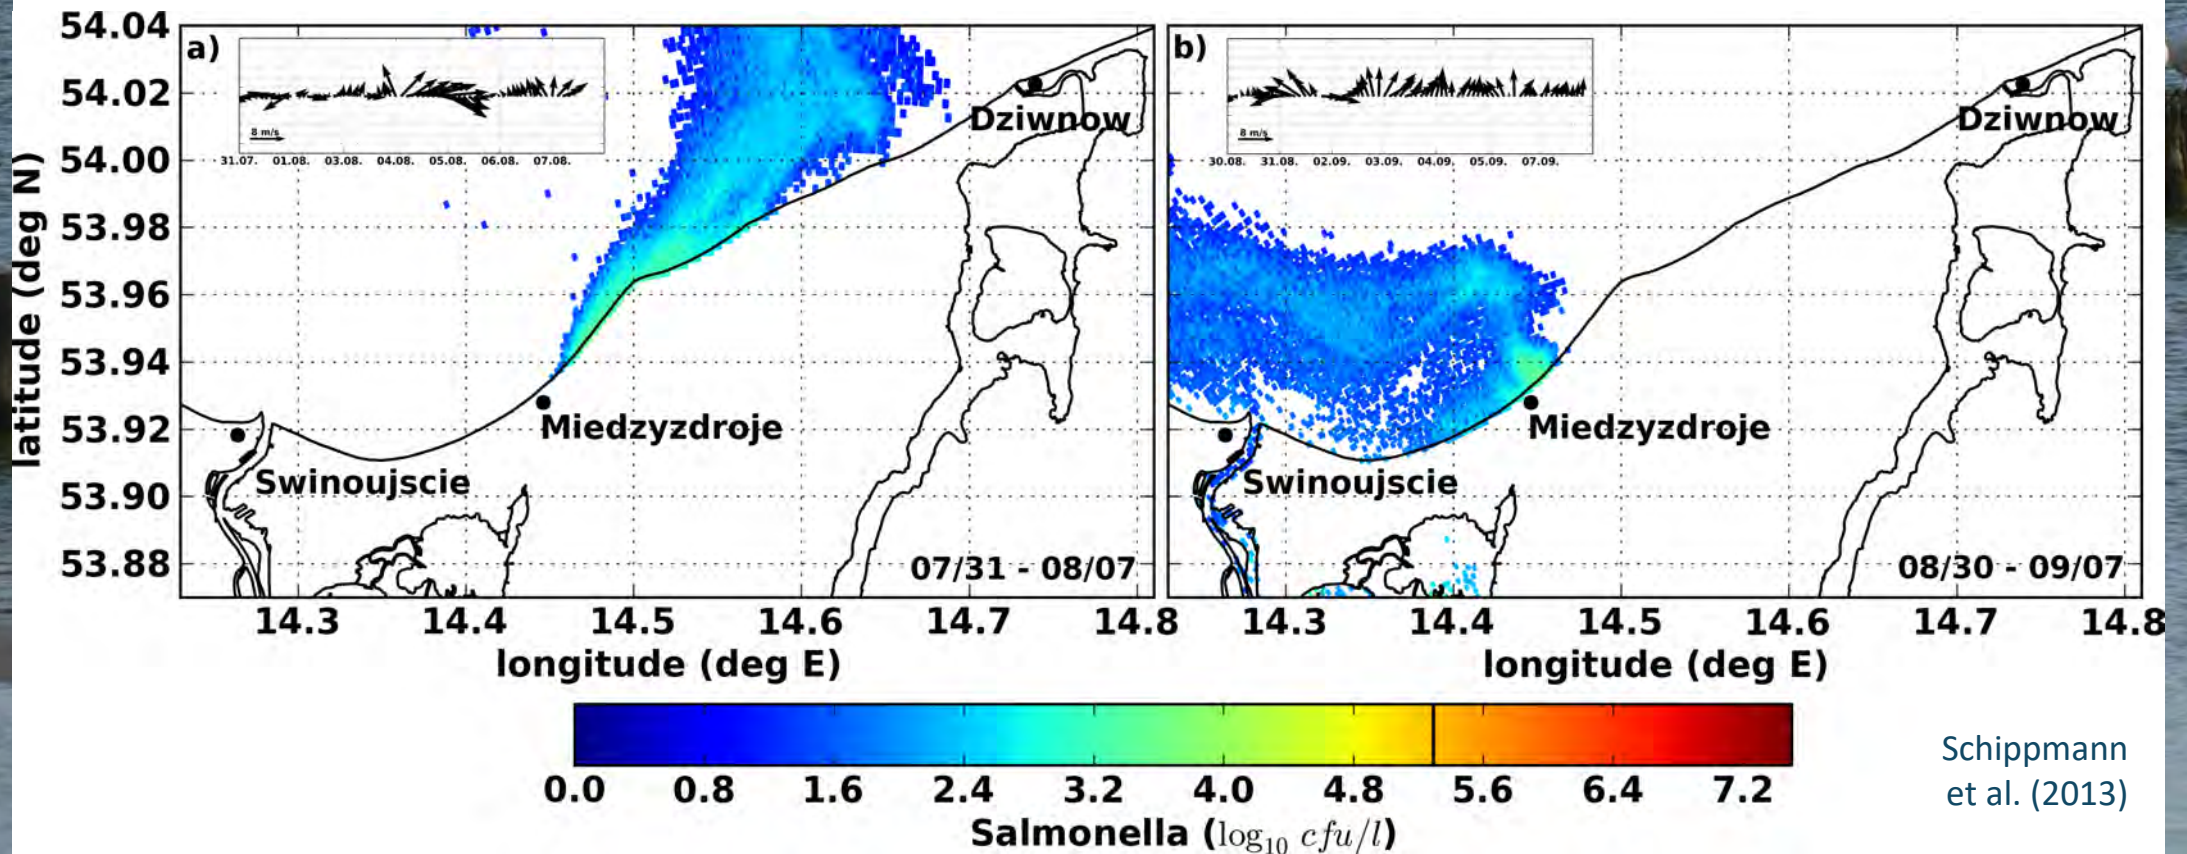 a)
8 m/s
31.07. 01.08. 03.08. 04.08. 05.08. 06.08. 07.08.
54.04
54.02
54.00
53.98
53.96
53.94
53.92
53.90
53.88
latitude (deg N)
Dziwnow
Miedzyzdroje
Swinoujscie
07/31 - 08/07
14.3 14.4 14.5 14.6 14.7 14.8
longitude (deg E)
b)
8 m/s
30.08. 31.08. 02.09. 03.09. 04.09. 05.09. 07.09.
Dziwnow
Miedzyzdroje
Swinoujscie
08/30 - 09/07
14.3 14.4 14.5 14.6 14.7 14.8
longitude (deg E)
0.0 0.8 1.6 2.4 3.2 4.0 4.8 5.6 6.4 7.2
Salmonella (log₁₀ cfu/l)
Schippmann
et al. (2013)